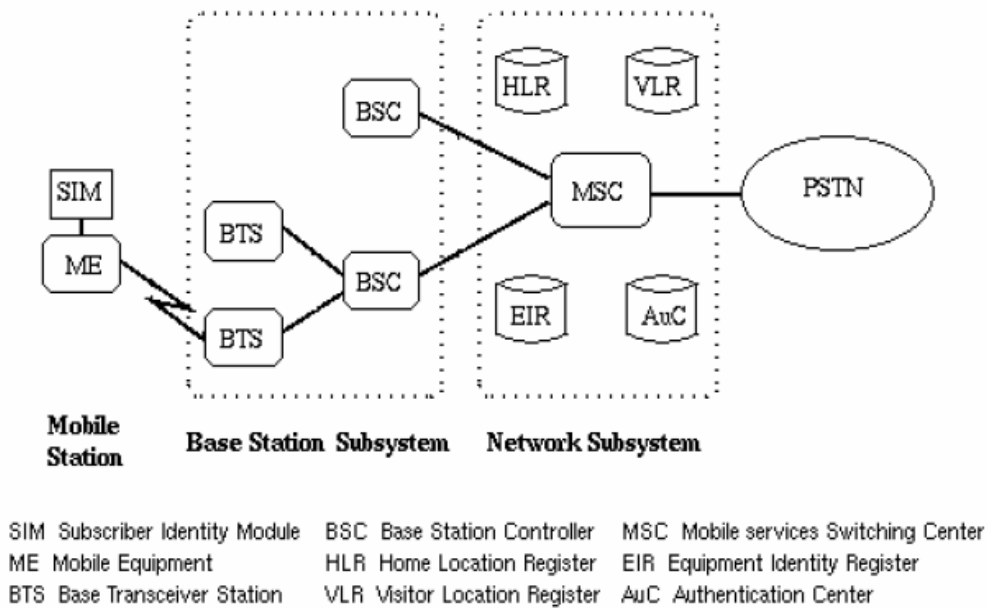 HLR
VLR
BSC
SIM
MSC
PSTN
BTS
ME
BSC
EIR
AuC
BTS
Mobile
Station
Base Station Subsystem
Network Subsystem
SIM Subscriber Identity Module
BSC Base Station Controller
MSC Mobile services Switching Center
ME Mobile Equipment
HLR Home Location Register
EIR Equipment Identity Register
BTS Base Transceiver Station
VLR Visitor Location Register
AuC Authentication Center